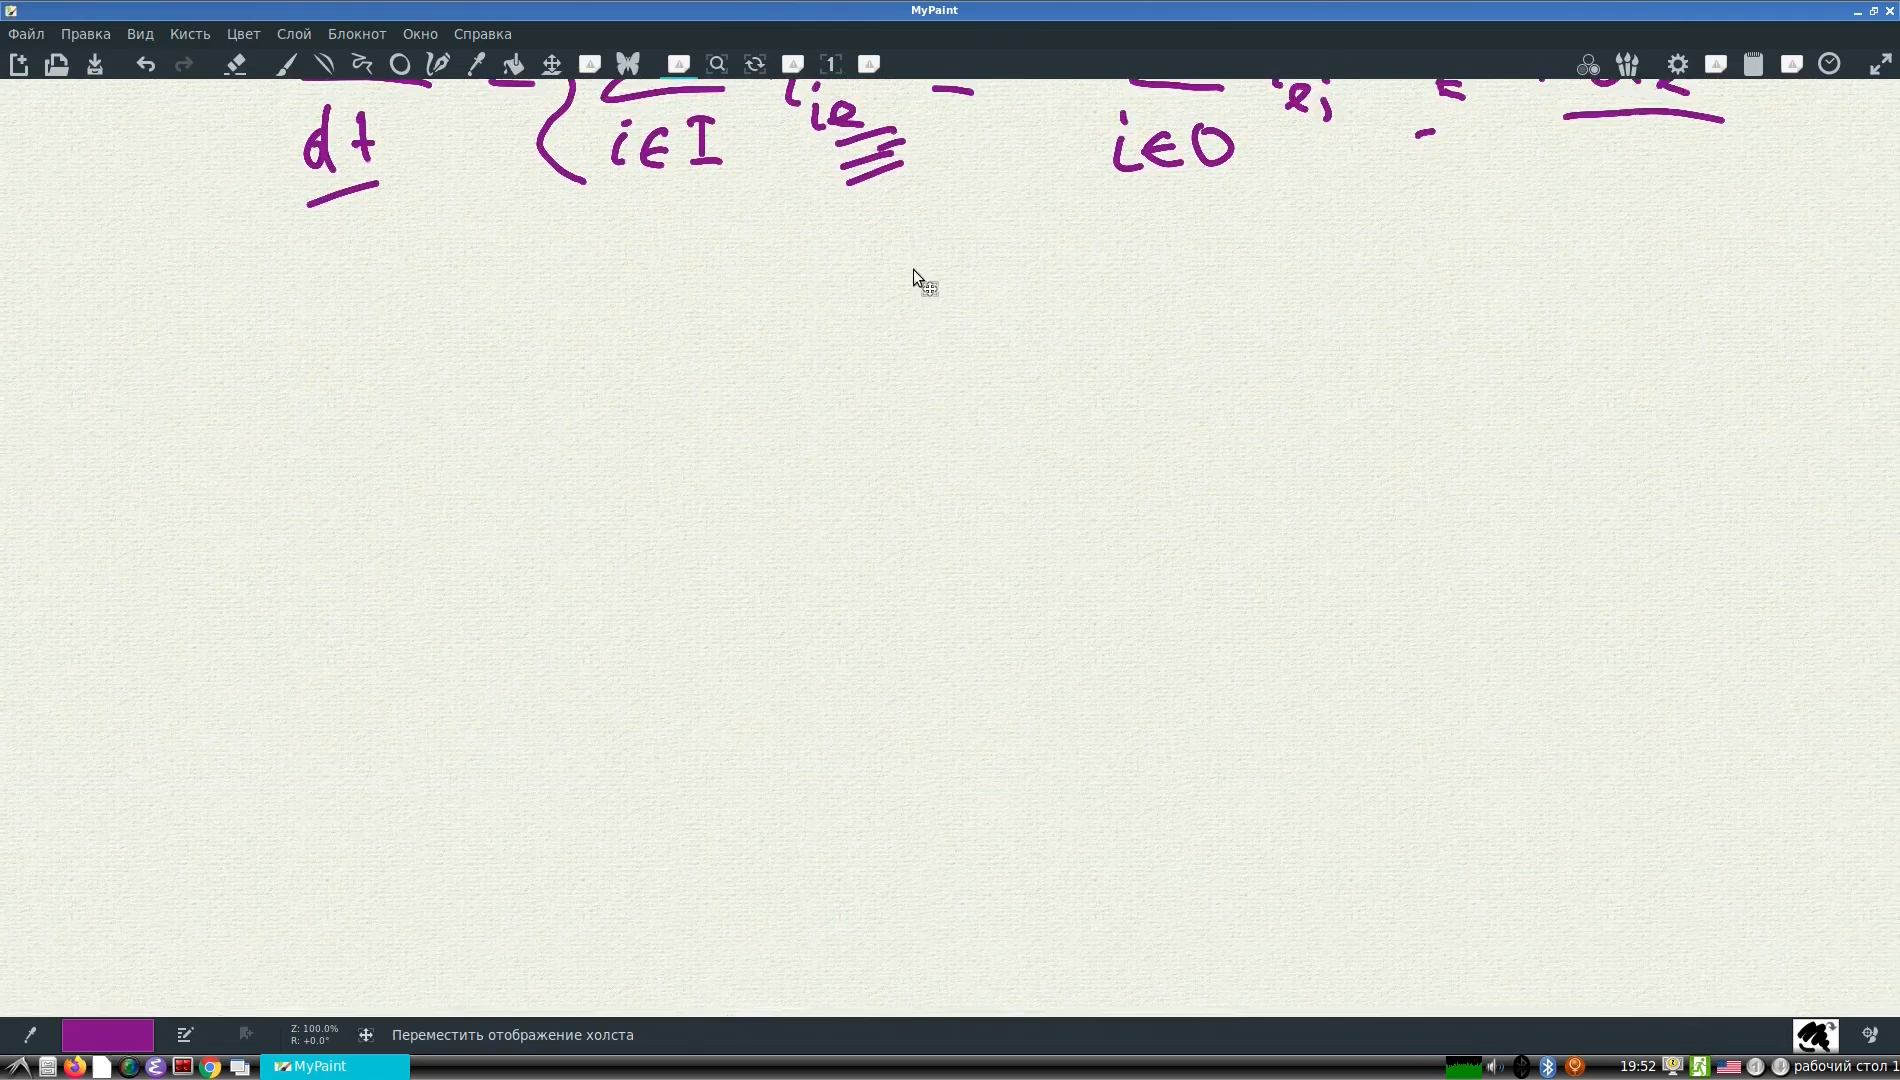 MyPaint
Файл Правка Вид Кисть Цвет Слой Блокнот Окно Справка
dt i∈I ie i∈O
Z: 100.0%
R: +0.0°
Переместить отображение холста
MyPaint 19:52 рабочий стол 1